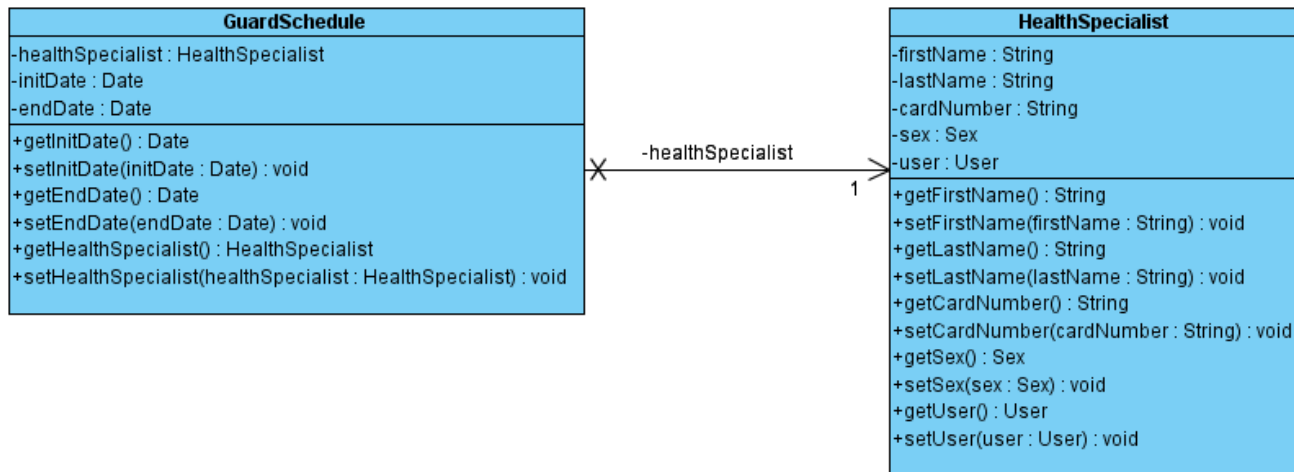 GuardSchedule
-healthSpecialist : HealthSpecialist
-initDate : Date
-endDate : Date
+getInitDate() : Date
+setInitDate(initDate : Date) : void
+getEndDate() : Date
+setEndDate(endDate : Date) : void
+getHealthSpecialist() : HealthSpecialist
+setHealthSpecialist(healthSpecialist : HealthSpecialist) : void
-healthSpecialist
1
HealthSpecialist
-firstName : String
-lastName : String
-cardNumber : String
-sex : Sex
-user : User
+getFirstName() : String
+setFirstName(firstName : String) : void
+getLastName() : String
+setLastName(lastName : String) : void
+getCardNumber() : String
+setCardNumber(cardNumber : String) : void
+getSex() : Sex
+setSex(sex : Sex) : void
+getUser() : User
+setUser(user : User) : void